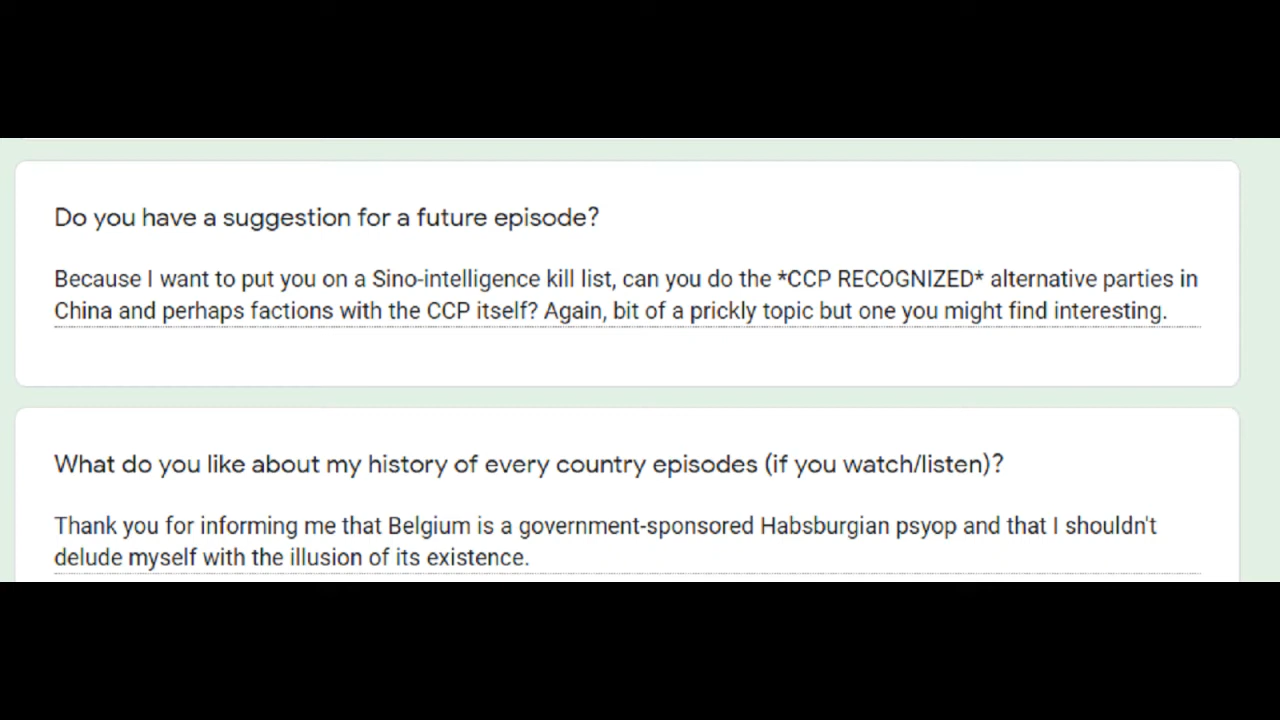 Do you have a suggestion for a future episode?
Because I want to put you on a Sino-intelligence kill list, can you do the *CCP RECOGNIZED* alternative parties in
China and perhaps factions with the CCP itself? Again, bit of a prickly topic but one you might find interesting.
What do you like about my history of every country episodes (if you watch/listen)?
Thank you for informing me that Belgium is a government-sponsored Habsburgian psyop and that I shouldn't
delude myself with the illusion of its existence.